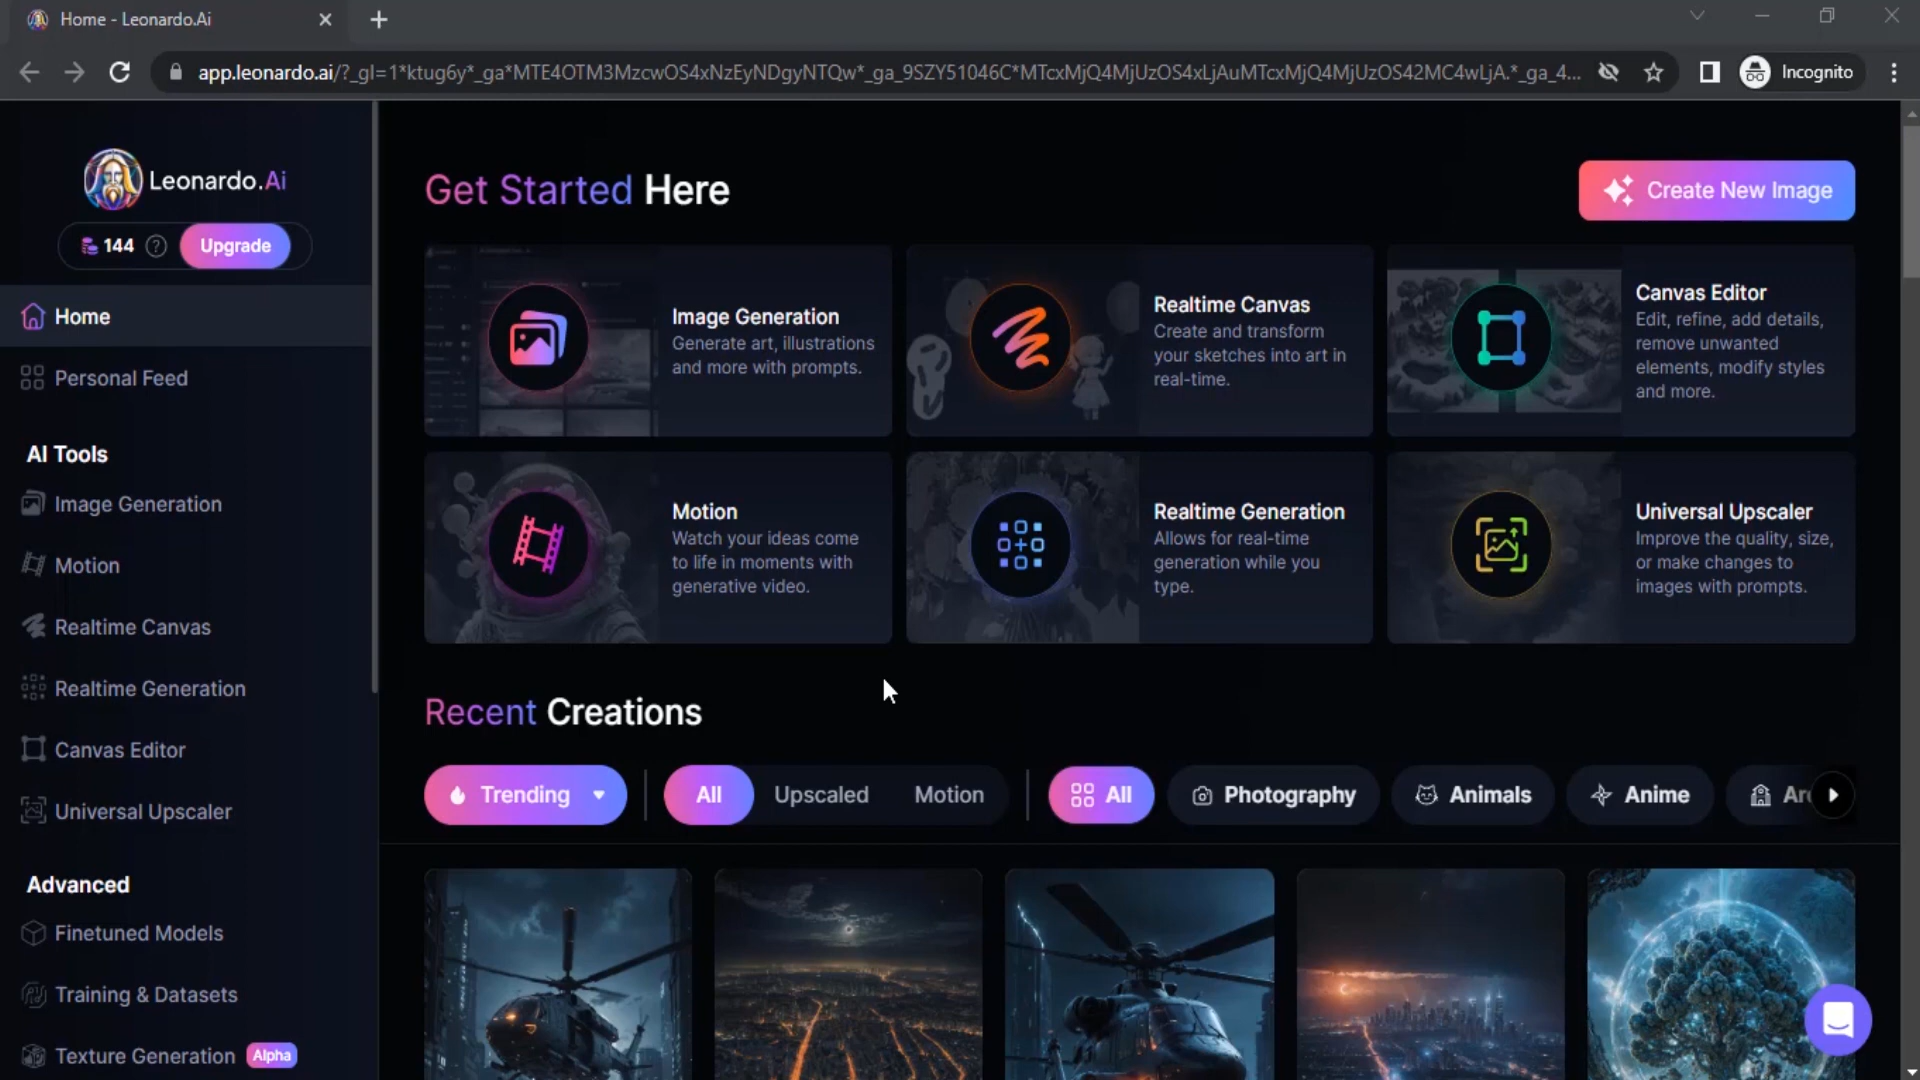 Home - Leonardo.Ai
app.leonardo.ai/?_gl=1*ktug6y*_ga*MTE4OTM3MzcwOS4xNzEyNDgyNTQw*_ga_9SZY51046C*MTcxMjQ4MjUzOS4xLjAuMTcxMjQ4MjUzOS42MC4wLjA.*_ga_4...
Incognito
Leonardo.Ai
144 ? Upgrade
Home
Personal Feed
AI Tools
Image Generation
Motion
Realtime Canvas
Realtime Generation
Canvas Editor
Universal Upscaler
Advanced
Finetuned Models
Training & Datasets
Texture Generation Alpha
Get Started Here
Create New Image
Image Generation
Generate art, illustrations
and more with prompts.
Realtime Canvas
Create and transform
your sketches into art in
real-time.
Canvas Editor
Edit, refine, add details,
remove unwanted
elements, modify styles
and more.
Motion
Watch your ideas come
to life in moments with
generative video.
Realtime Generation
Allows for real-time
generation while you
type.
Universal Upscaler
Improve the quality, size,
or make changes to
images with prompts.
Recent Creations
Trending All Upscaled Motion All Photography Animals Anime